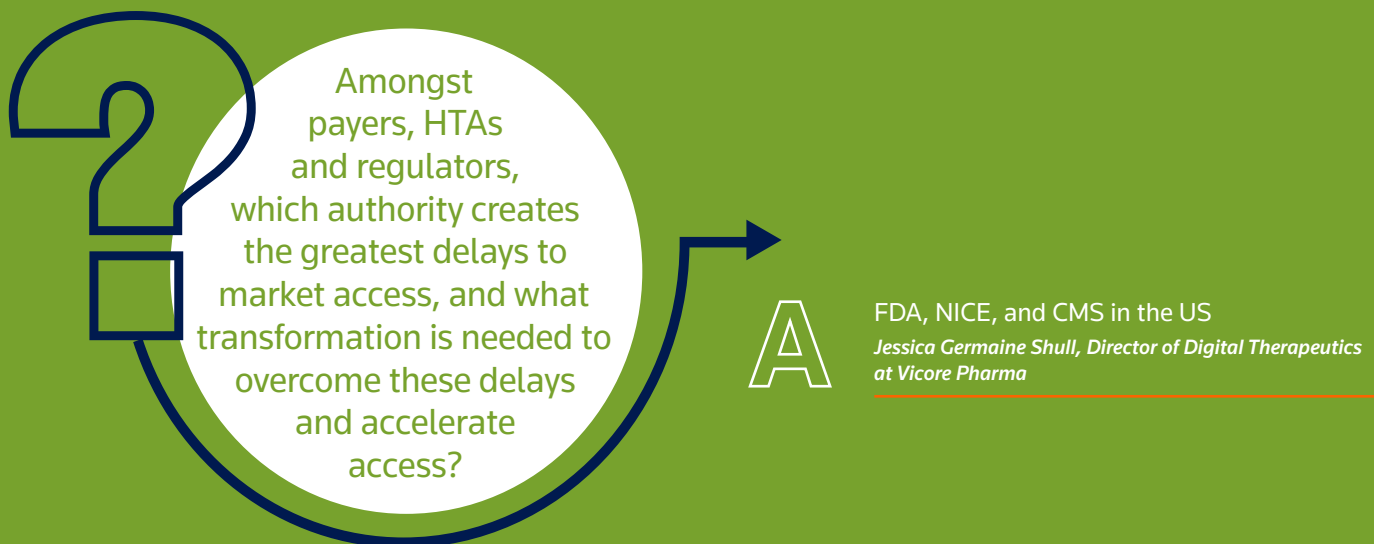 ?
Amongst
payers, HTAs
and regulators,
which authority creates
the greatest delays to
market access, and what
transformation is needed to
overcome these delays
and accelerate
access?
A
FDA, NICE, and CMS in the US
Jessica Germaine Shull, Director of Digital Therapeutics
at Vicore Pharma